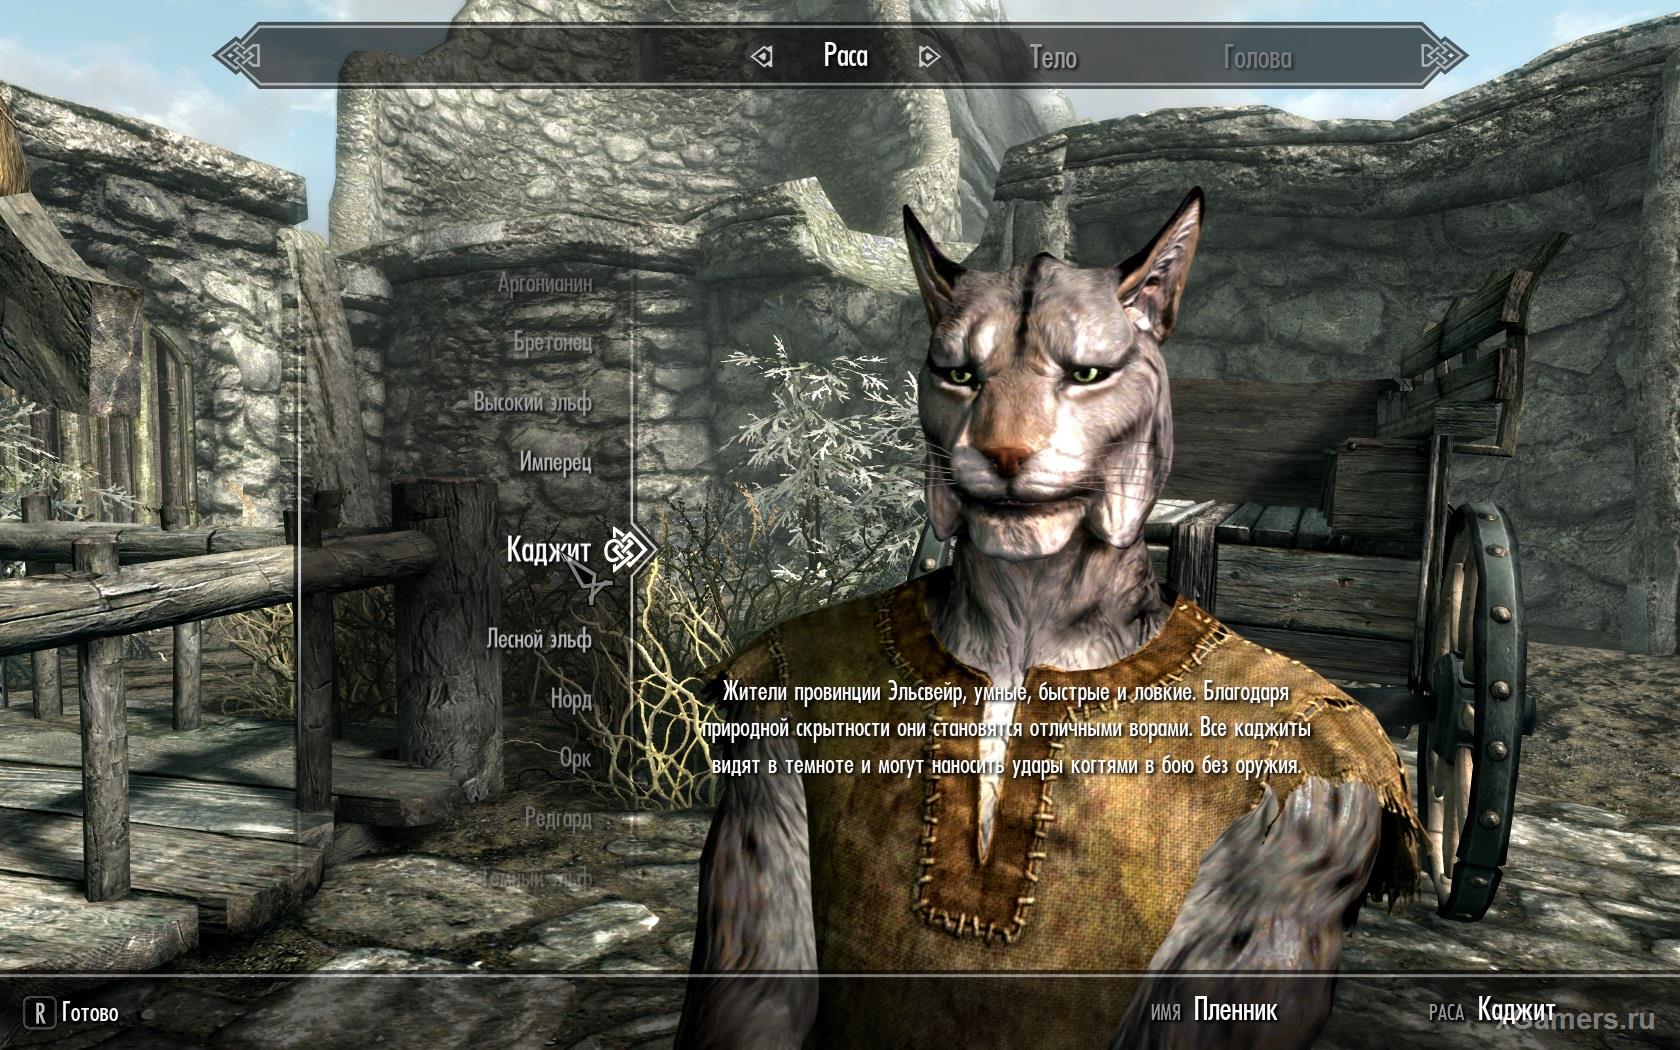 Раса
Тело
Голова
Аргонианин
Бретонец
Высокий эльф
Имперец
Каджит
Лесной эльф
Норд
Орк
Редгард
Темный эльф
Жители провинции Эльсвейр, умные, быстрые и ловкие. Благодаря
природной скрытности они становятся отличными ворами. Все каджиты
видят в темноте и могут наносить удары когтями в бою без оружия.
R Готово
ИМЯ Пленник
РАСА Каджит
xGamers.ru